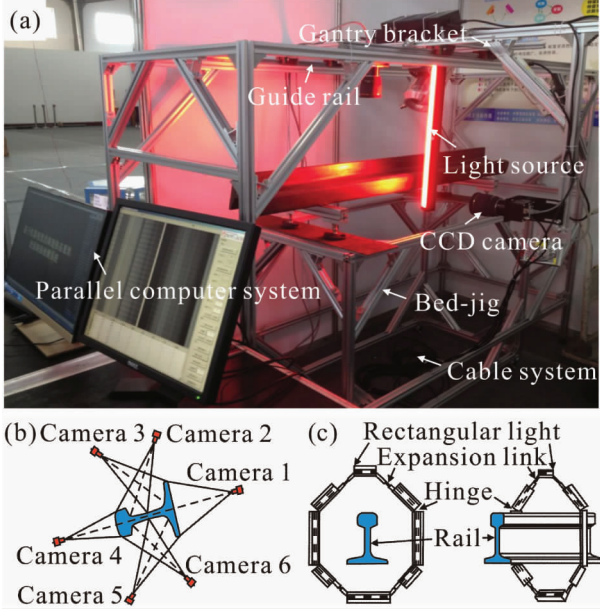 (a)
Gantry bracket
Guide rail
Light source
CCD camera
Parallel computer system
Bed-jig
Cable system
(b)
Camera 3
Camera 2
Camera 1
Camera 4
Camera 5
Camera 6
(c)
Rectangular light
Expansion link
Hinge
Rail